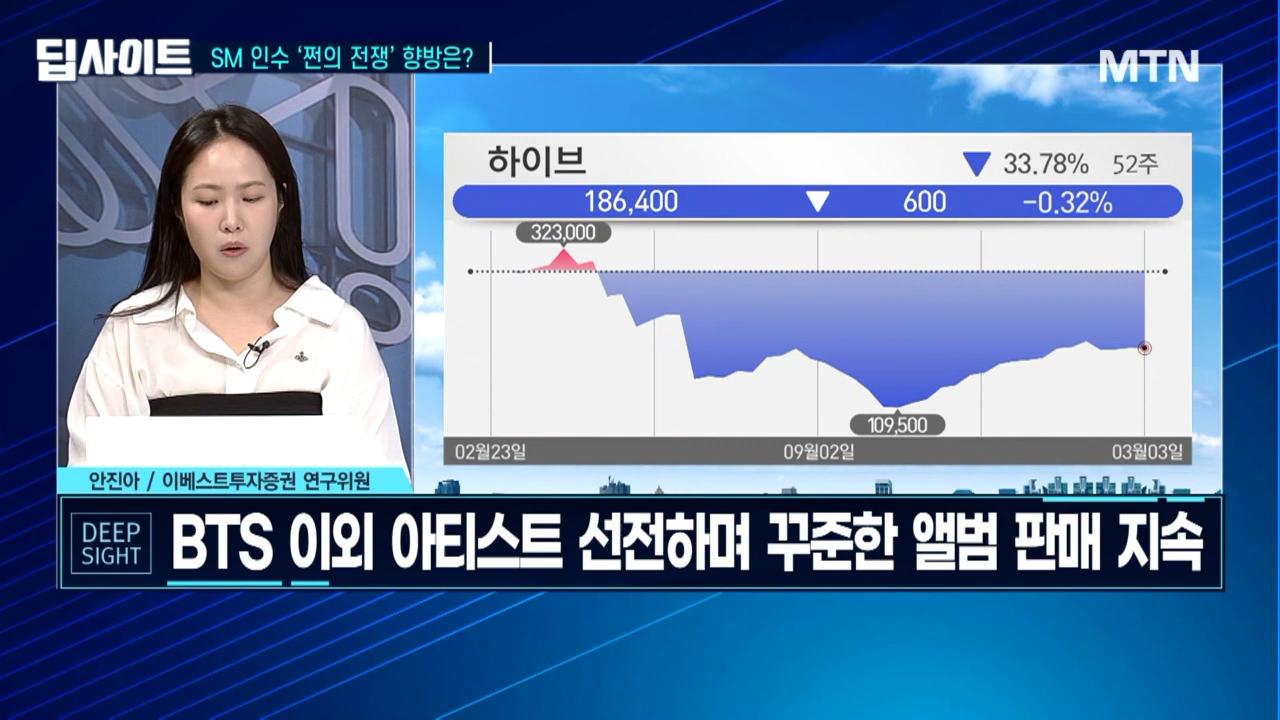 딥사이트
SM 인수 ‘쩐의 전쟁’ 향방은?
MTN
하이브
▼ 33.78% 52주
186,400 ▼ 600 -0.32%
323,000
109,500
02월23일 09월02일 03월03일
안진아 / 이베스트투자증권 연구위원
DEEP
SIGHT
BTS 이외 아티스트 선전하며 꾸준한 앨범 판매 지속